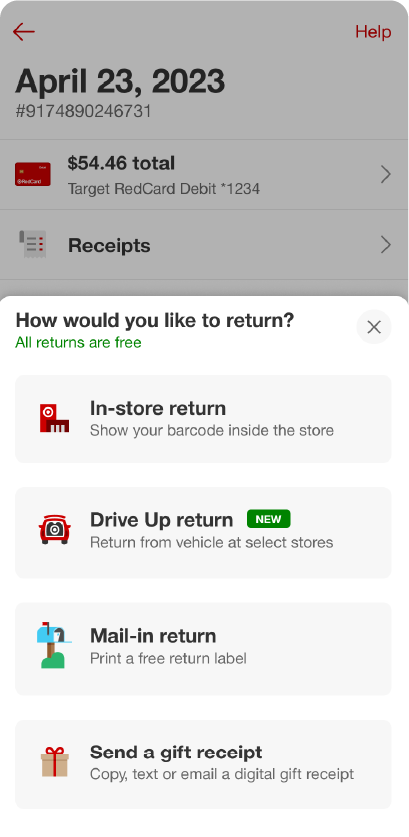 Help
April 23, 2023
#9174890246731
$54.46 total
RedCard
Target RedCard Debit *1234
Receipts
How would you like to return?
All returns are free
In-store return
Show your barcode inside the store
Drive Up return NEW
Return from vehicle at select stores
Mail-in return
Print a free return label
Send a gift receipt
Copy, text or email a digital gift receipt